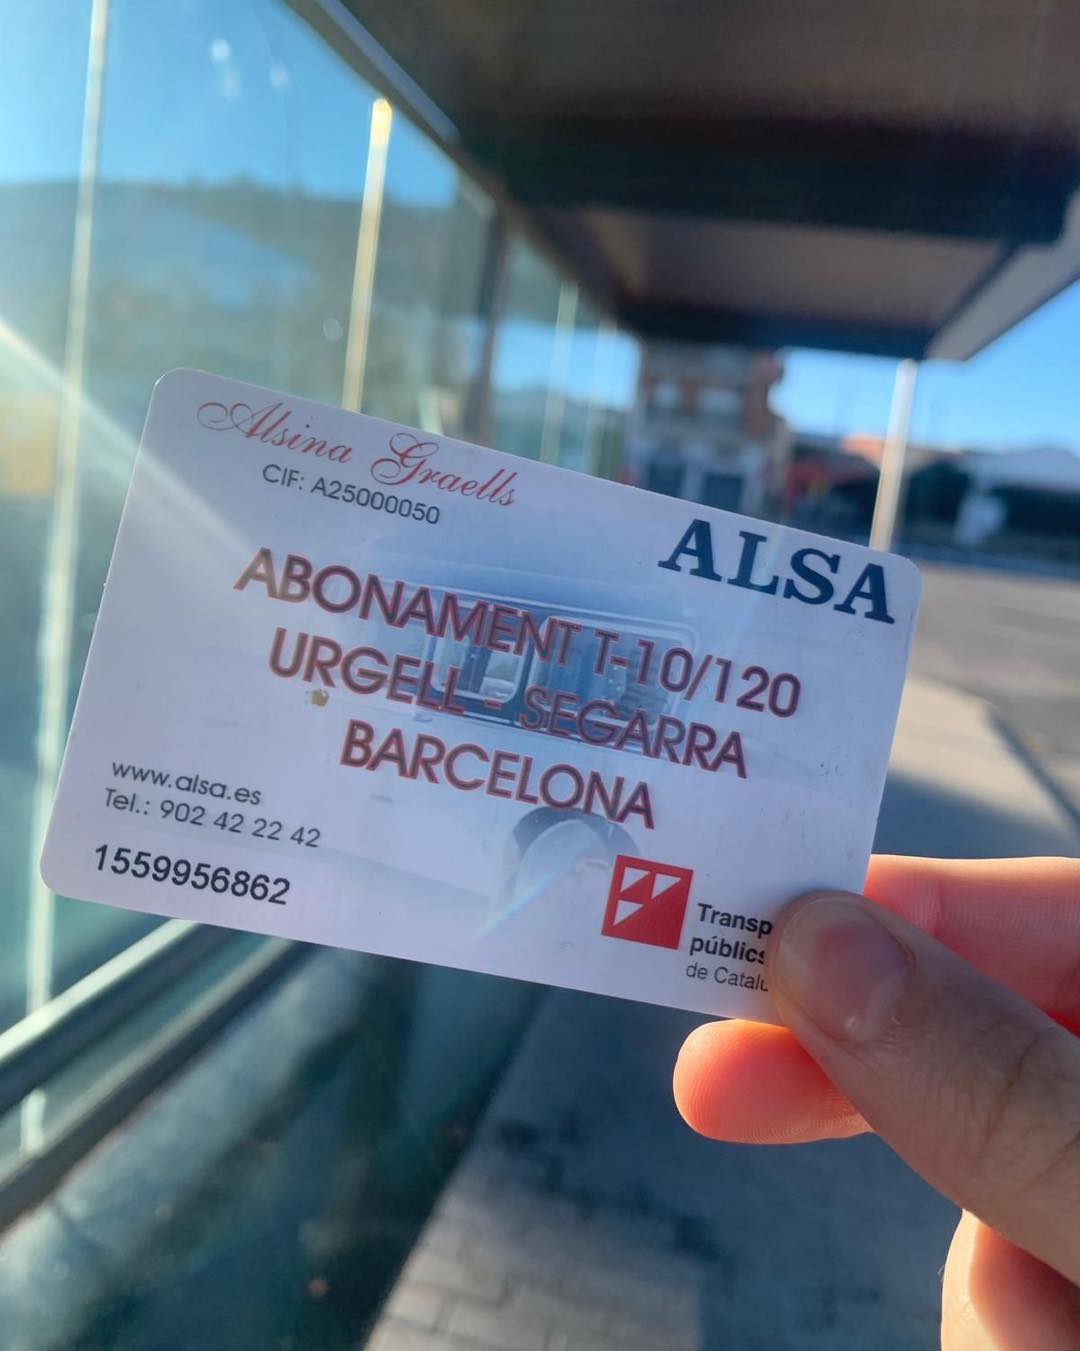 Alsina Graells
CIF: A25000050
ALSA
ABONAMENT T-10/120
URGELL - SEGARRA
BARCELONA
www.alsa.es
Tel.: 902 42 22 42
1559956862
Transp
públics
de Catalu